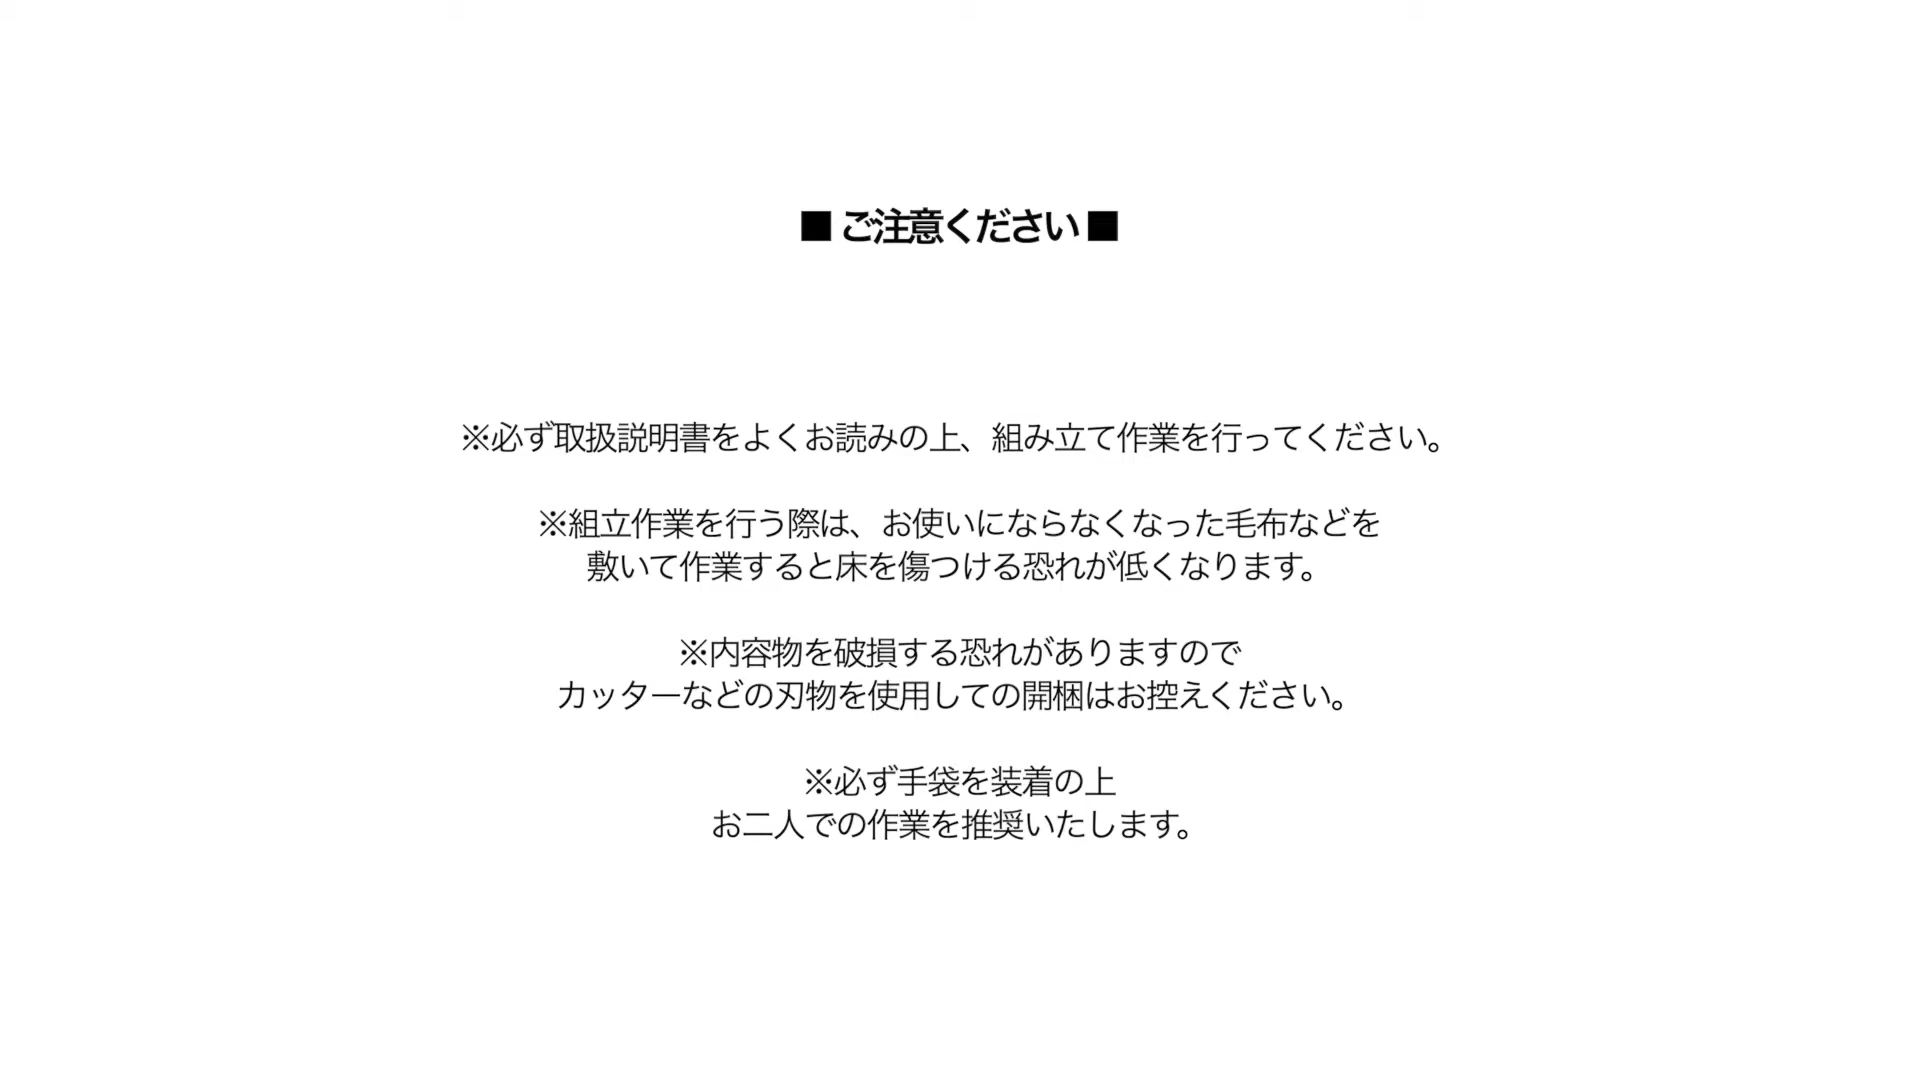 ■ ご注意ください ■
※必ず取扱説明書をよくお読みの上、組み立て作業を行ってください。
※組立作業を行う際は、お使いにならなくなった毛布などを
敷いて作業すると床を傷つける恐れが低くなります。
※内容物を破損する恐れがありますので
カッターなどの刃物を使用しての開梱はお控えください。
※必ず手袋を装着の上
お二人での作業を推奨いたします。